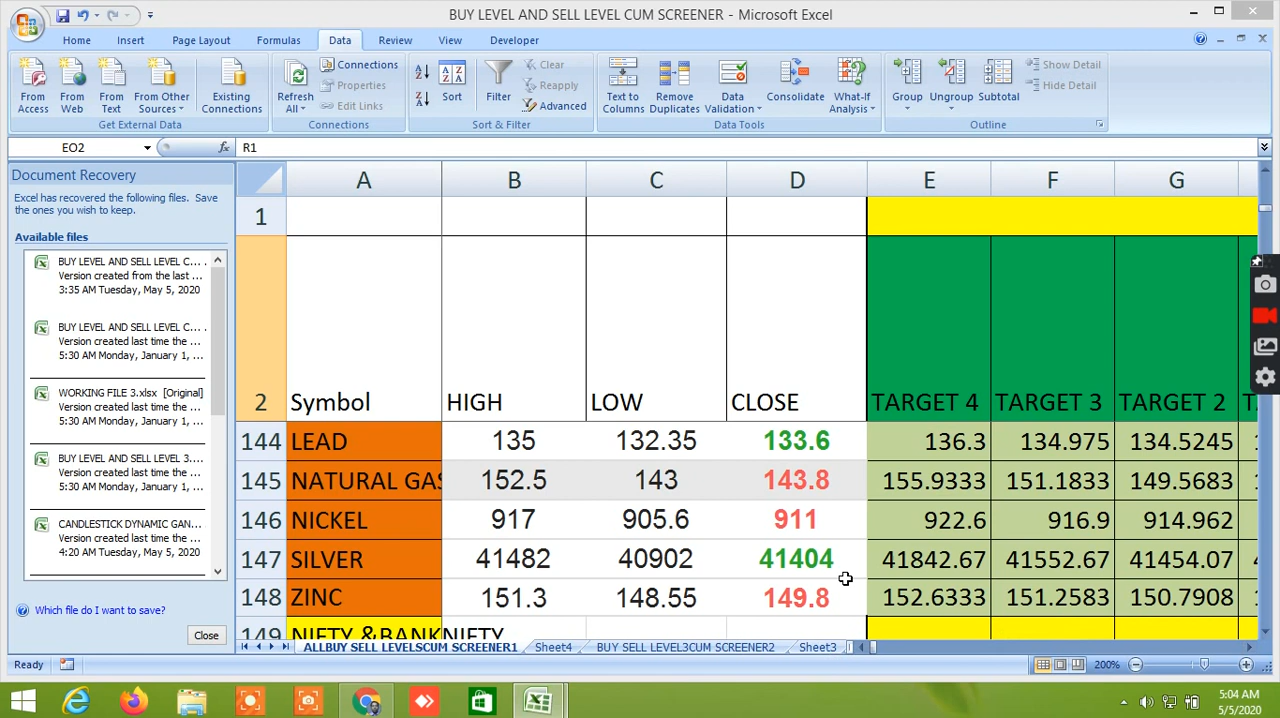 BUY LEVEL AND SELL LEVEL CUM SCREENER - Microsoft Excel
Home Insert Page Layout Formulas Data Review View Developer
From Access
From Web
From Text
From Other Sources
Existing Connections
Get External Data
Refresh All
Connections
Properties
Edit Links
Connections
Sort
Filter
Clear
Reapply
Advanced
Sort & Filter
Text to Columns
Remove Duplicates
Data Validation
Consolidate
What-If Analysis
Data Tools
Group
Ungroup
Subtotal
Show Detail
Hide Detail
Outline
EO2 fx R1
Document Recovery
Excel has recovered the following files. Save
the ones you wish to keep.
Available files
BUY LEVEL AND SELL LEVEL C... .
Version created from the last ...
3:35 AM Tuesday, May 5, 2020
BUY LEVEL AND SELL LEVEL C... .
Version created last time the ...
5:30 AM Monday, January 1, ...
WORKING FILE 3.xlsx [Original]
Version created last time the ...
5:30 AM Monday, January 1, ...
BUY LEVEL AND SELL LEVEL 3....
Version created last time the ...
5:30 AM Monday, January 1, ...
CANDLESTICK DYNAMIC GAN...
Version created last time the ...
4:20 AM Tuesday, May 5, 2020
Which file do I want to save?
Close
A B C D E F G
1
2 Symbol HIGH LOW CLOSE TARGET 4 TARGET 3 TARGET 2
144 LEAD 135 132.35 133.6 136.3 134.975 134.5245
145 NATURAL GAS 152.5 143 143.8 155.9333 151.1833 149.5683
146 NICKEL 917 905.6 911 922.6 916.9 914.962
147 SILVER 41482 40902 41404 41842.67 41552.67 41454.07
148 ZINC 151.3 148.55 149.8 152.6333 151.2583 150.7908
149 NIFTY &BANKNIFTY
ALLBUY SELL LEVELSCUM SCREENER1 Sheet4 BUY SELL LEVEL3CUM SCREENER2 Sheet3
Ready 200%
5:04 AM
5/5/2020